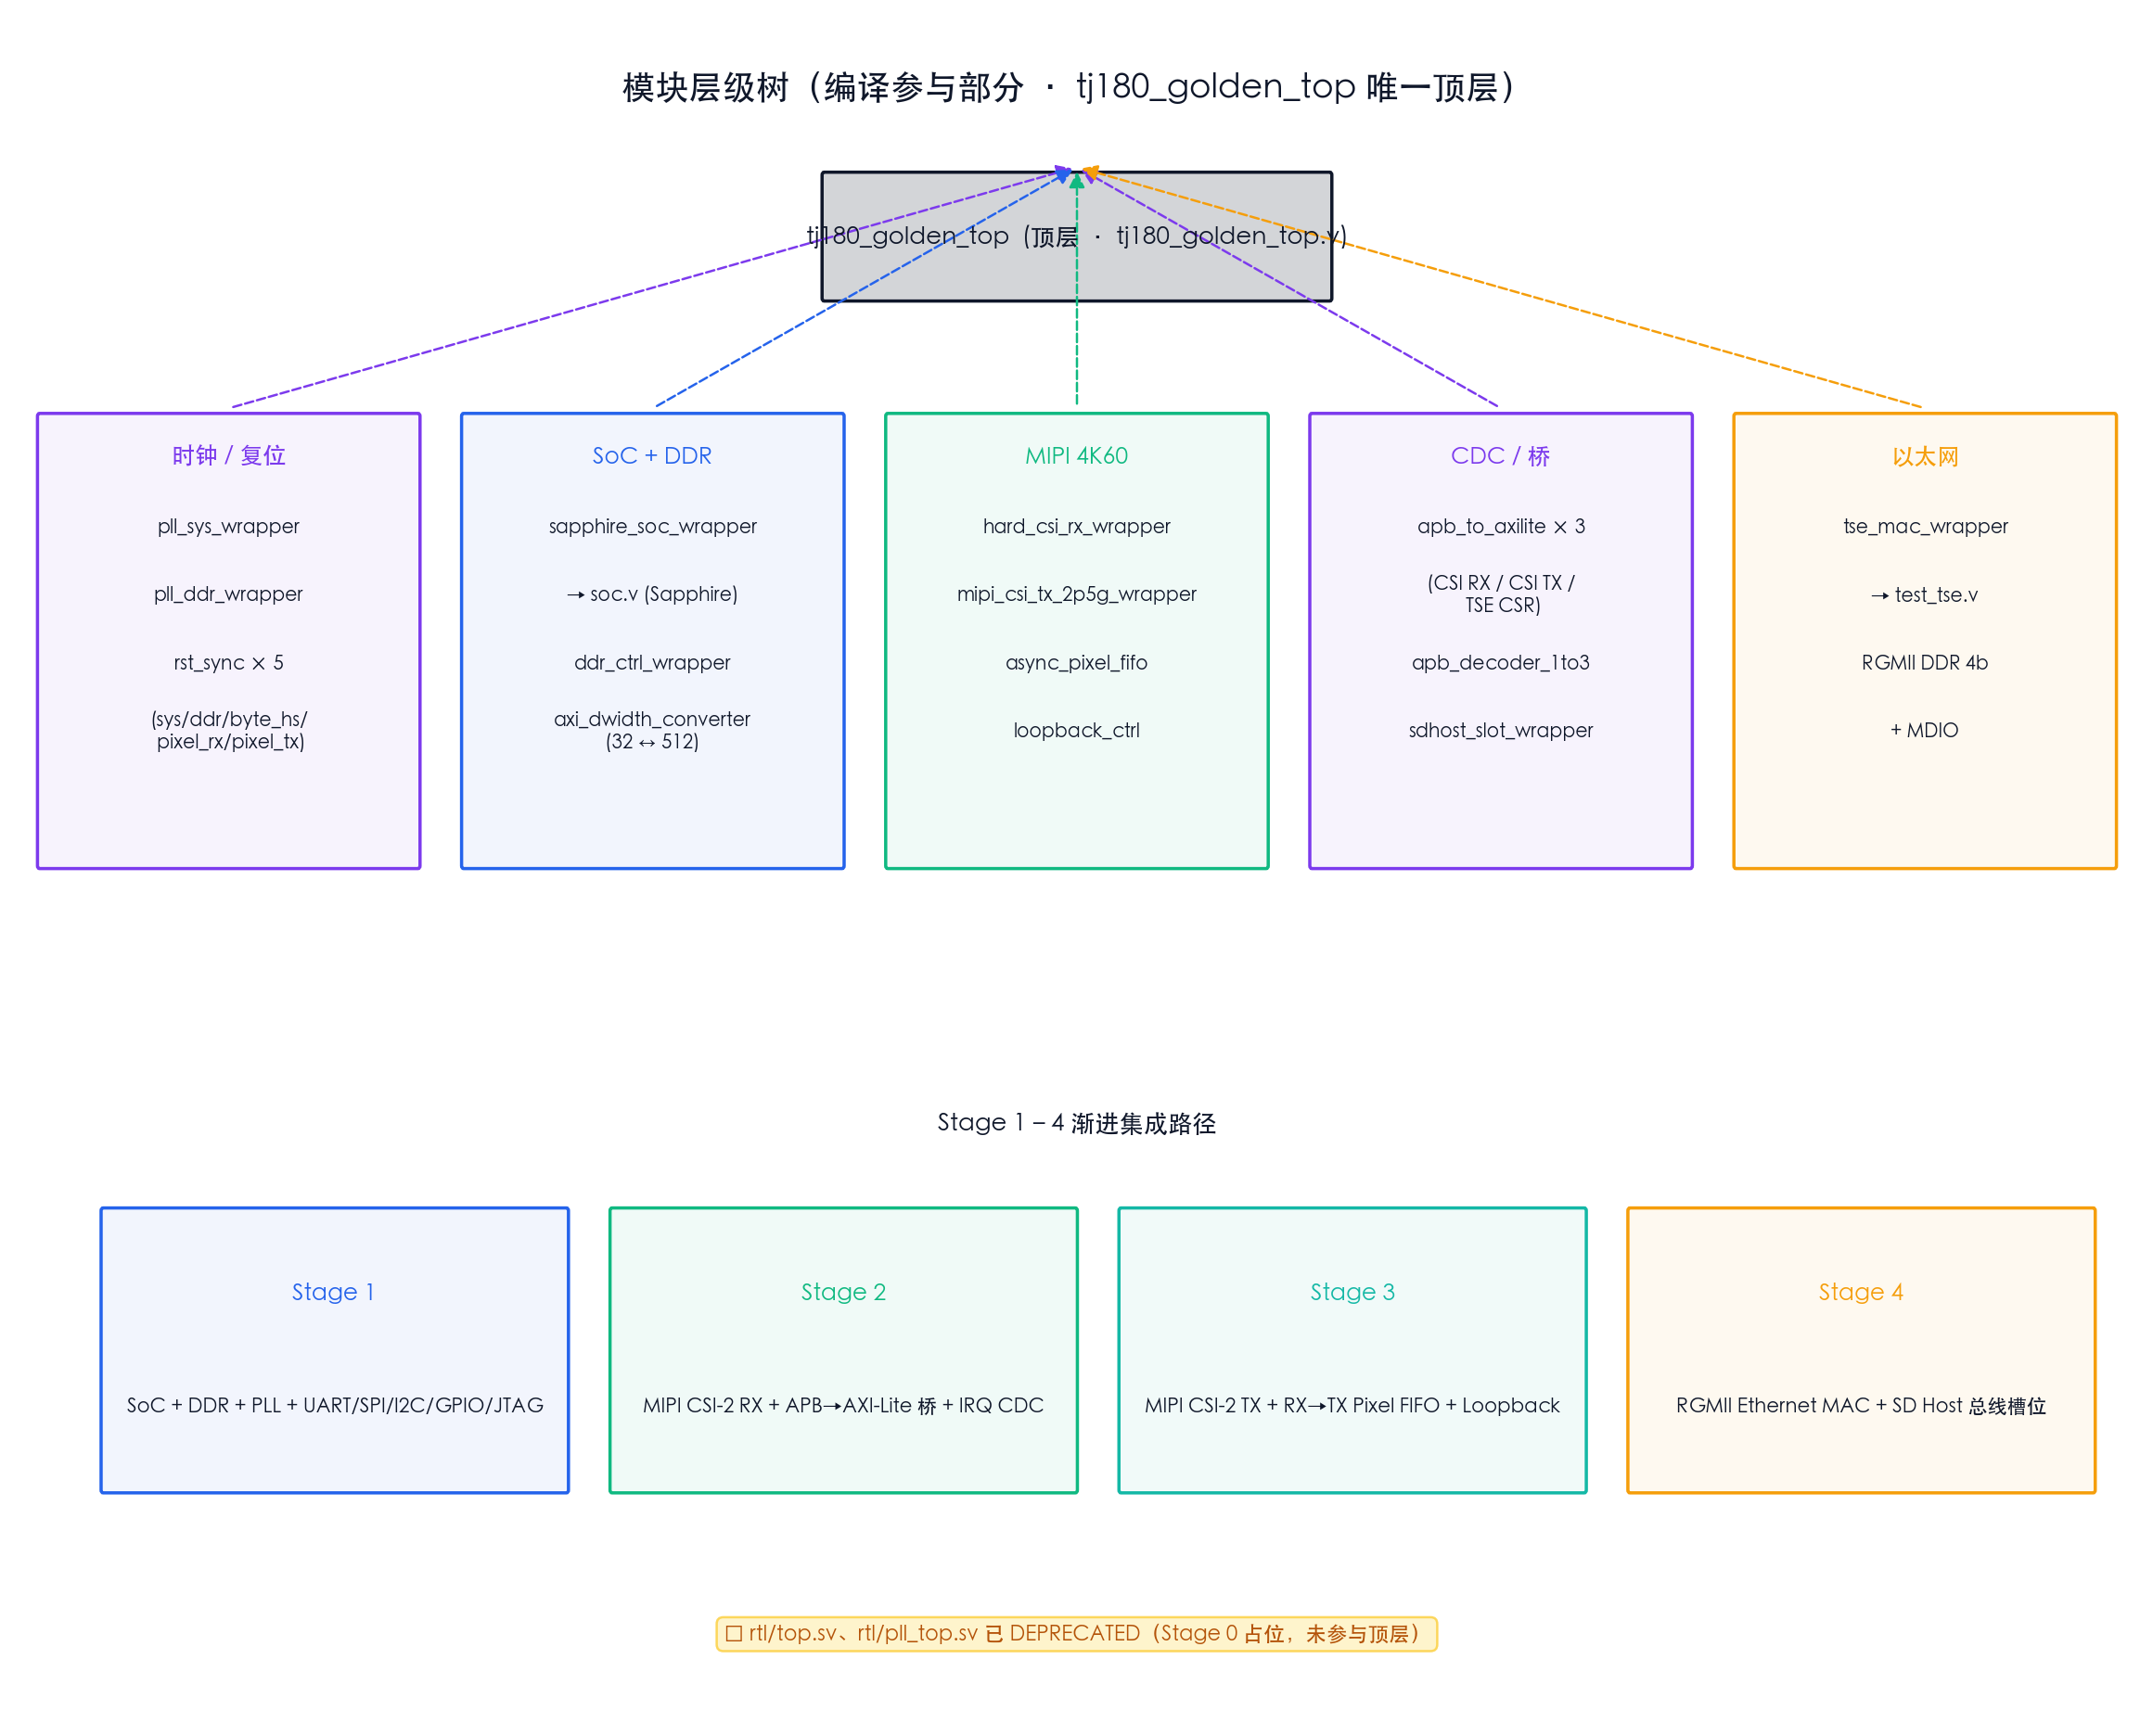 模块层级树（编译参与部分 · tj180_golden_top 唯一顶层）
tj180_golden_top (顶层 · tj180_golden_top.v)
时钟 / 复位
pll_sys_wrapper
pll_ddr_wrapper
rst_sync × 5
(sys/ddr/byte_hs/
pixel_rx/pixel_tx)
SoC + DDR
sapphire_soc_wrapper
→ soc.v (Sapphire)
ddr_ctrl_wrapper
axi_dwidth_converter
(32 ↔ 512)
MIPI 4K60
hard_csi_rx_wrapper
mipi_csi_tx_2p5g_wrapper
async_pixel_fifo
loopback_ctrl
CDC / 桥
apb_to_axilite × 3
(CSI RX / CSI TX /
TSE CSR)
apb_decoder_1to3
sdhost_slot_wrapper
以太网
tse_mac_wrapper
→ test_tse.v
RGMII DDR 4b
+ MDIO
Stage 1 – 4 渐进集成路径
Stage 1
SoC + DDR + PLL + UART/SPI/I2C/GPIO/JTAG
Stage 2
MIPI CSI-2 RX + APB→AXI-Lite 桥 + IRQ CDC
Stage 3
MIPI CSI-2 TX + RX→TX Pixel FIFO + Loopback
Stage 4
RGMII Ethernet MAC + SD Host 总线槽位
□ rtl/top.sv、rtl/pll_top.sv 已 DEPRECATED（Stage 0 占位，未参与顶层）